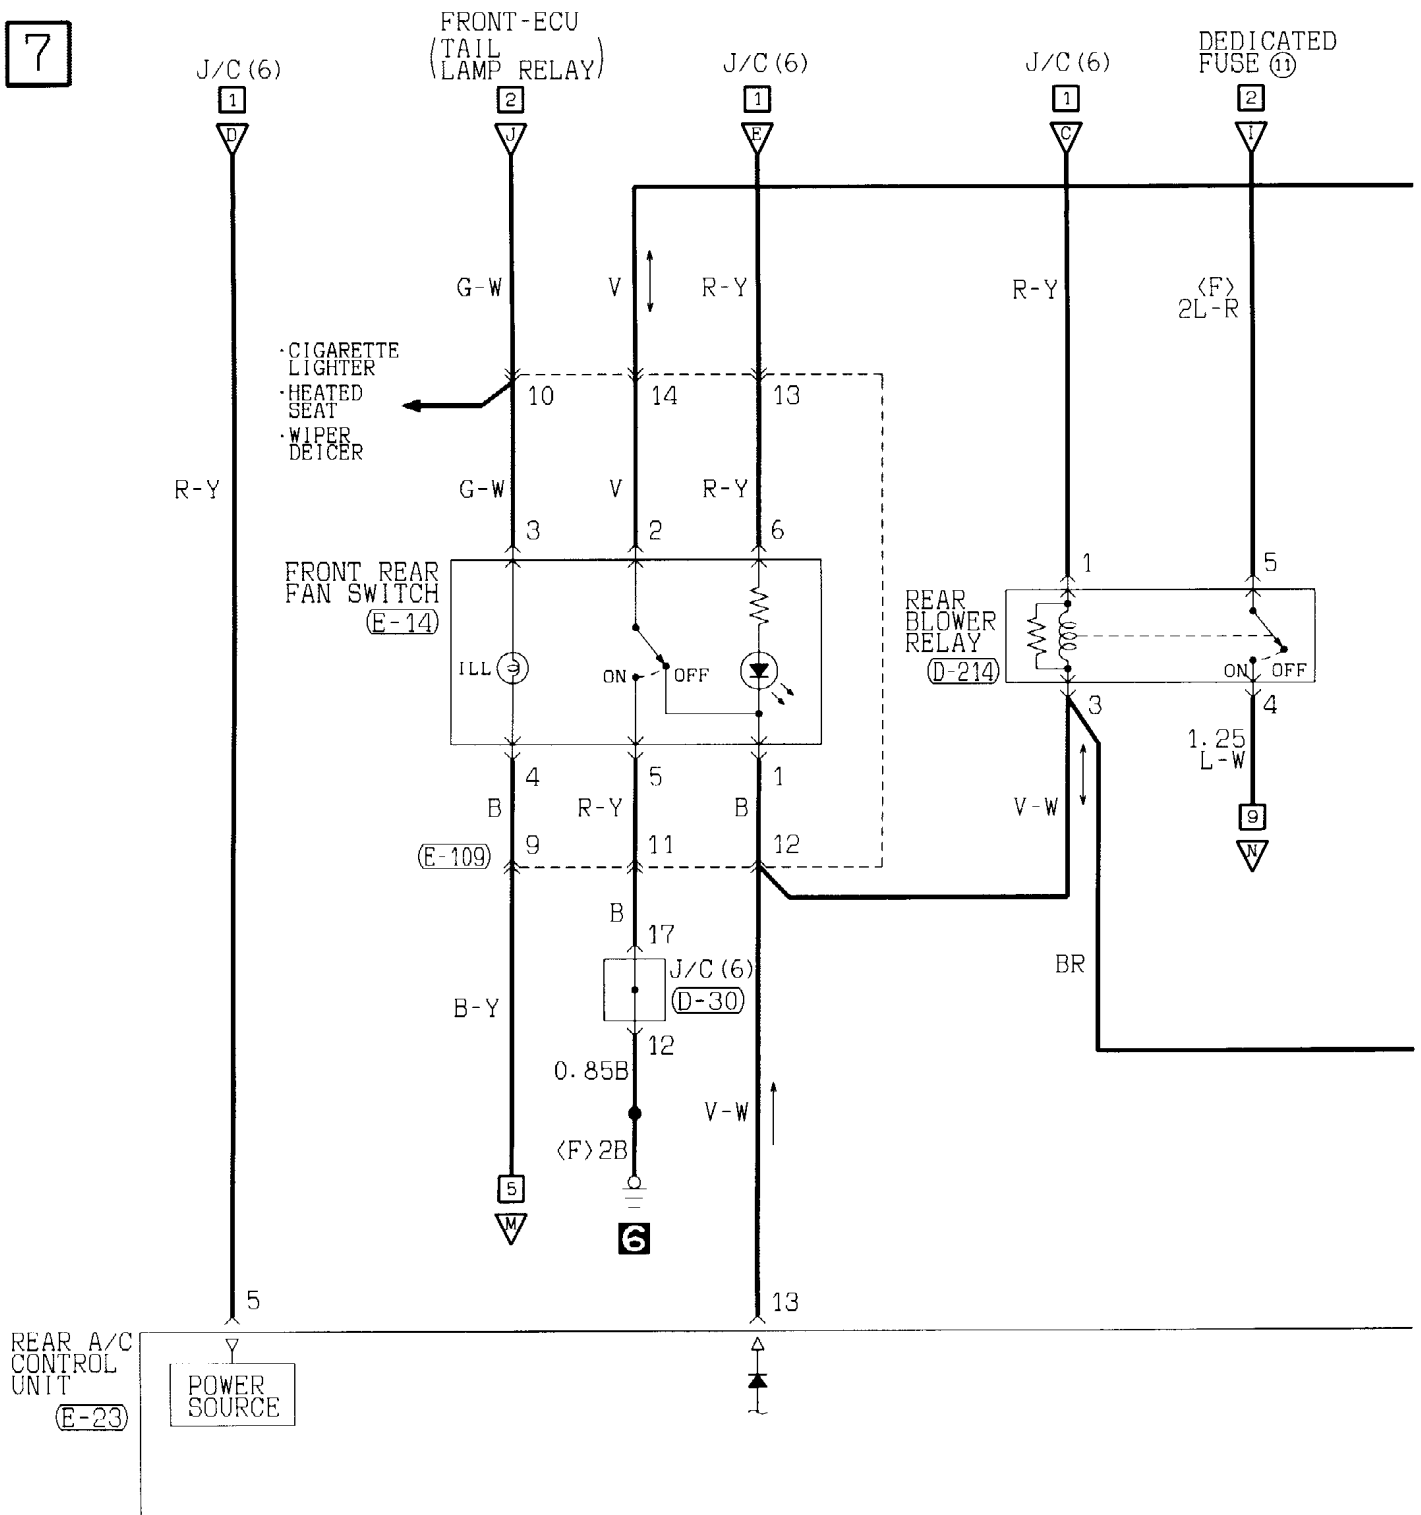 7
J/C(6)
1
D
FRONT-ECU
(TAIL
LAMP RELAY)
2
J
J/C(6)
1
E
J/C(6)
1
C
DEDICATED
FUSE ⑪
2
I
G-W
V
R-Y
R-Y
<F>
2L-R
·CIGARETTE
LIGHTER
·HEATED
SEAT
·WIPER
DEICER
10
14
13
R-Y
G-W
V
R-Y
3
2
6
1
5
FRONT REAR
FAN SWITCH
E-14
ILL
ON
OFF
REAR
BLOWER
RELAY
D-214
ON
OFF
4
5
1
3
4
B
R-Y
B
V-W
1.25
L-W
9
N
E-109
9
11
12
B
17
J/C(6)
D-30
12
B-Y
BR
0.85B
<F>2B
V-W
5
M
6
5
13
REAR A/C
CONTROL
UNIT
E-23
POWER
SOURCE